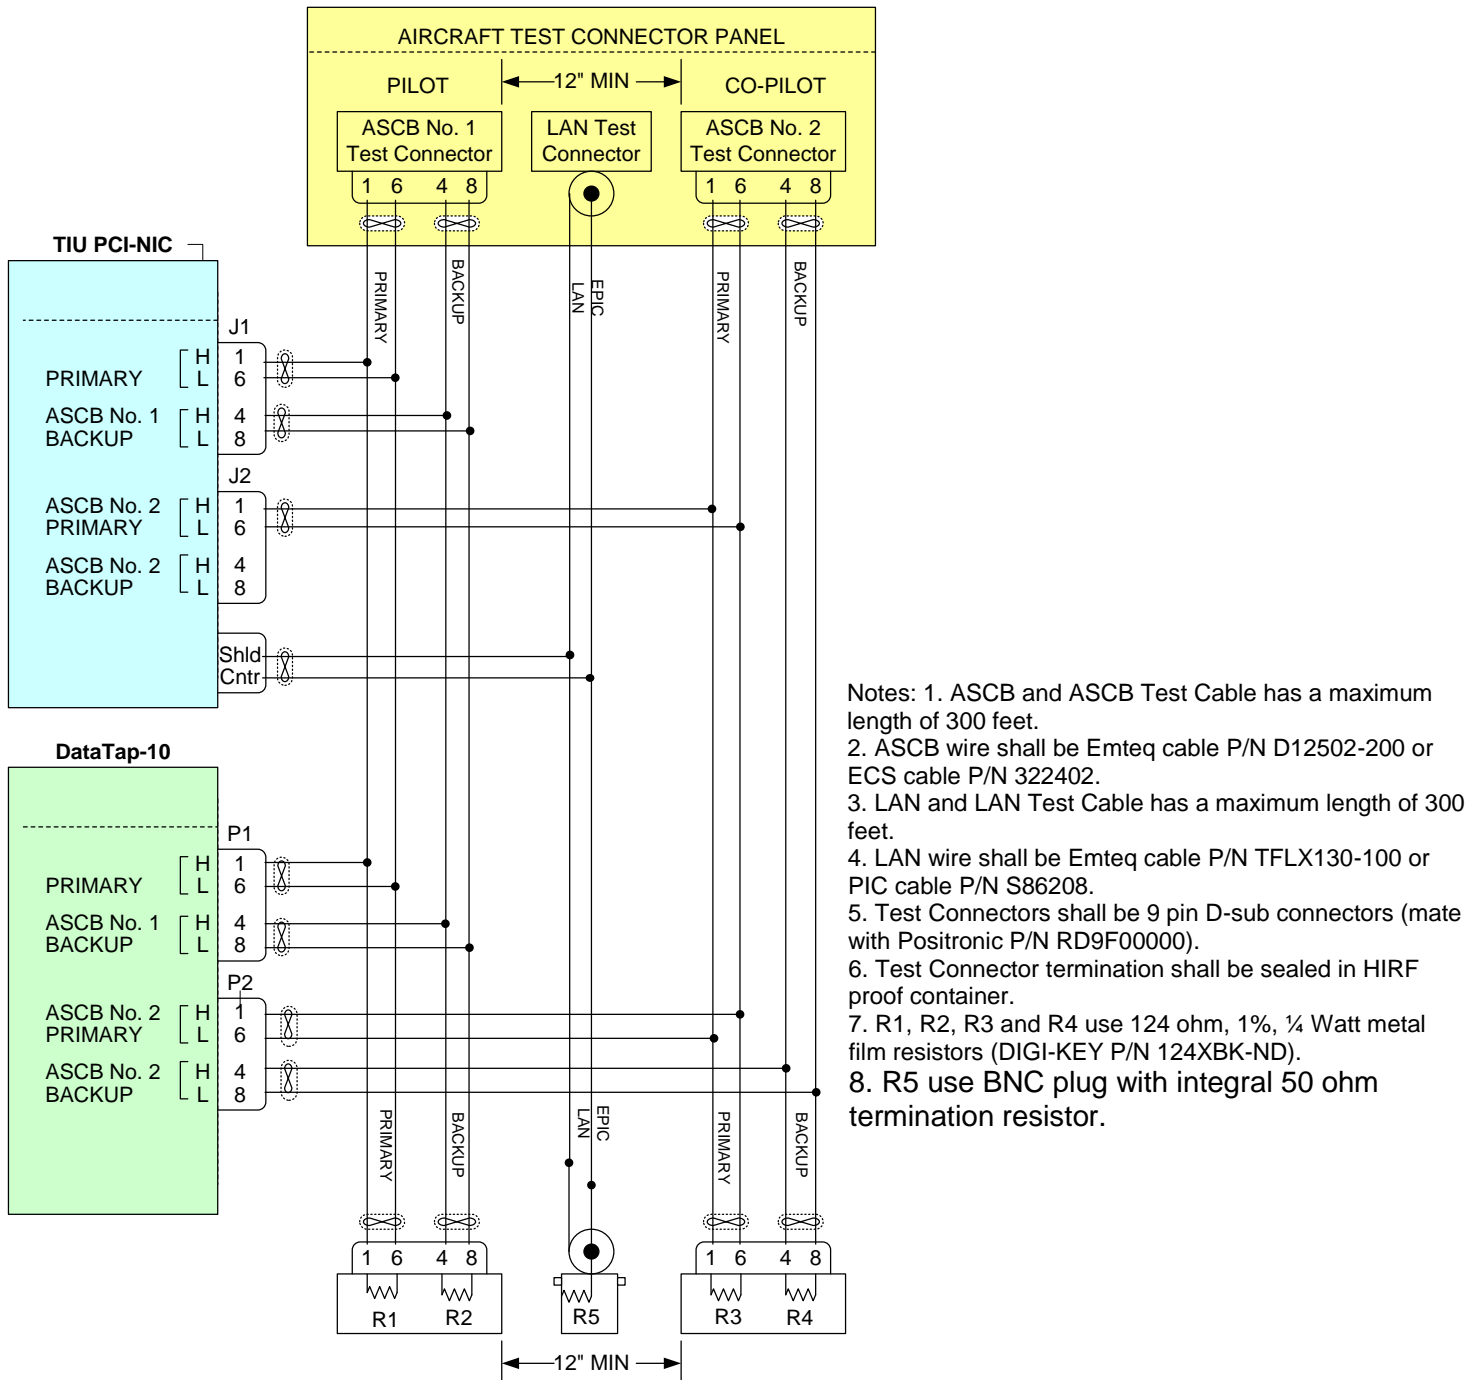 AIRCRAFT TEST CONNECTOR PANEL
PILOT
12" MIN
CO-PILOT
ASCB No. 1
Test Connector
LAN Test
Connector
ASCB No. 2
Test Connector
1 6 4 8
1 6 4 8
PRIMARY
BACKUP
EPIC
LAN
PRIMARY
BACKUP
TIU PCI-NIC
J1
H 1
PRIMARY L 6
ASCB No. 1 H 4
BACKUP L 8
J2
ASCB No. 2 H 1
PRIMARY L 6
ASCB No. 2 H 4
BACKUP L 8
Shld
Cntr
DataTap-10
P1
H 1
PRIMARY L 6
ASCB No. 1 H 4
BACKUP L 8
P2
ASCB No. 2 H 1
PRIMARY L 6
ASCB No. 2 H 4
BACKUP L 8
PRIMARY
BACKUP
EPIC
LAN
PRIMARY
BACKUP
1 6 4 8
1 6 4 8
R1
R2
R5
R3
R4
12" MIN
Notes: 1. ASCB and ASCB Test Cable has a maximum
length of 300 feet.
2. ASCB wire shall be Emteq cable P/N D12502-200 or
ECS cable P/N 322402.
3. LAN and LAN Test Cable has a maximum length of 300
feet.
4. LAN wire shall be Emteq cable P/N TFLX130-100 or
PIC cable P/N S86208.
5. Test Connectors shall be 9 pin D-sub connectors (mate
with Positronic P/N RD9F00000).
6. Test Connector termination shall be sealed in HIRF
proof container.
7. R1, R2, R3 and R4 use 124 ohm, 1%, ¼ Watt metal
film resistors (DIGI-KEY P/N 124XBK-ND).
8. R5 use BNC plug with integral 50 ohm
termination resistor.